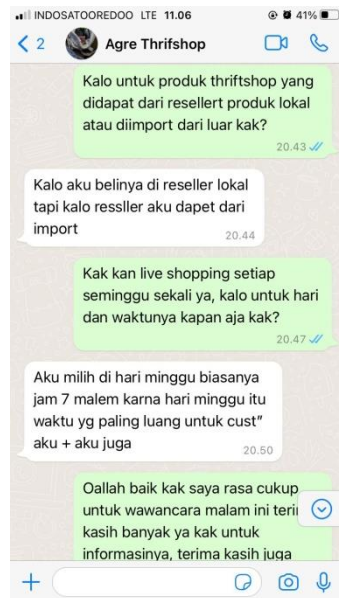 INDOSATOOREDOO LTE 11.06 41%
2 Agre Thrifshop
Kalo untuk produk thriftshop yang
didapat dari resellert produk lokal
atau diimport dari luar kak?
20.43
Kalo aku belinya di reseller lokal
tapi kalo ressller aku dapet dari
import
20.44
Kak kan live shopping setiap
seminggu sekali ya, kalo untuk hari
dan waktunya kapan aja kak?
20.47
Aku milih di hari minggu biasanya
jam 7 malem karna hari minggu itu
waktu yg paling luang untuk cust"
aku + aku juga
20.50
Oallah baik kak saya rasa cukup
untuk wawancara malam ini
kasih banyak ya kak untuk
informasinya, terima kasih juga